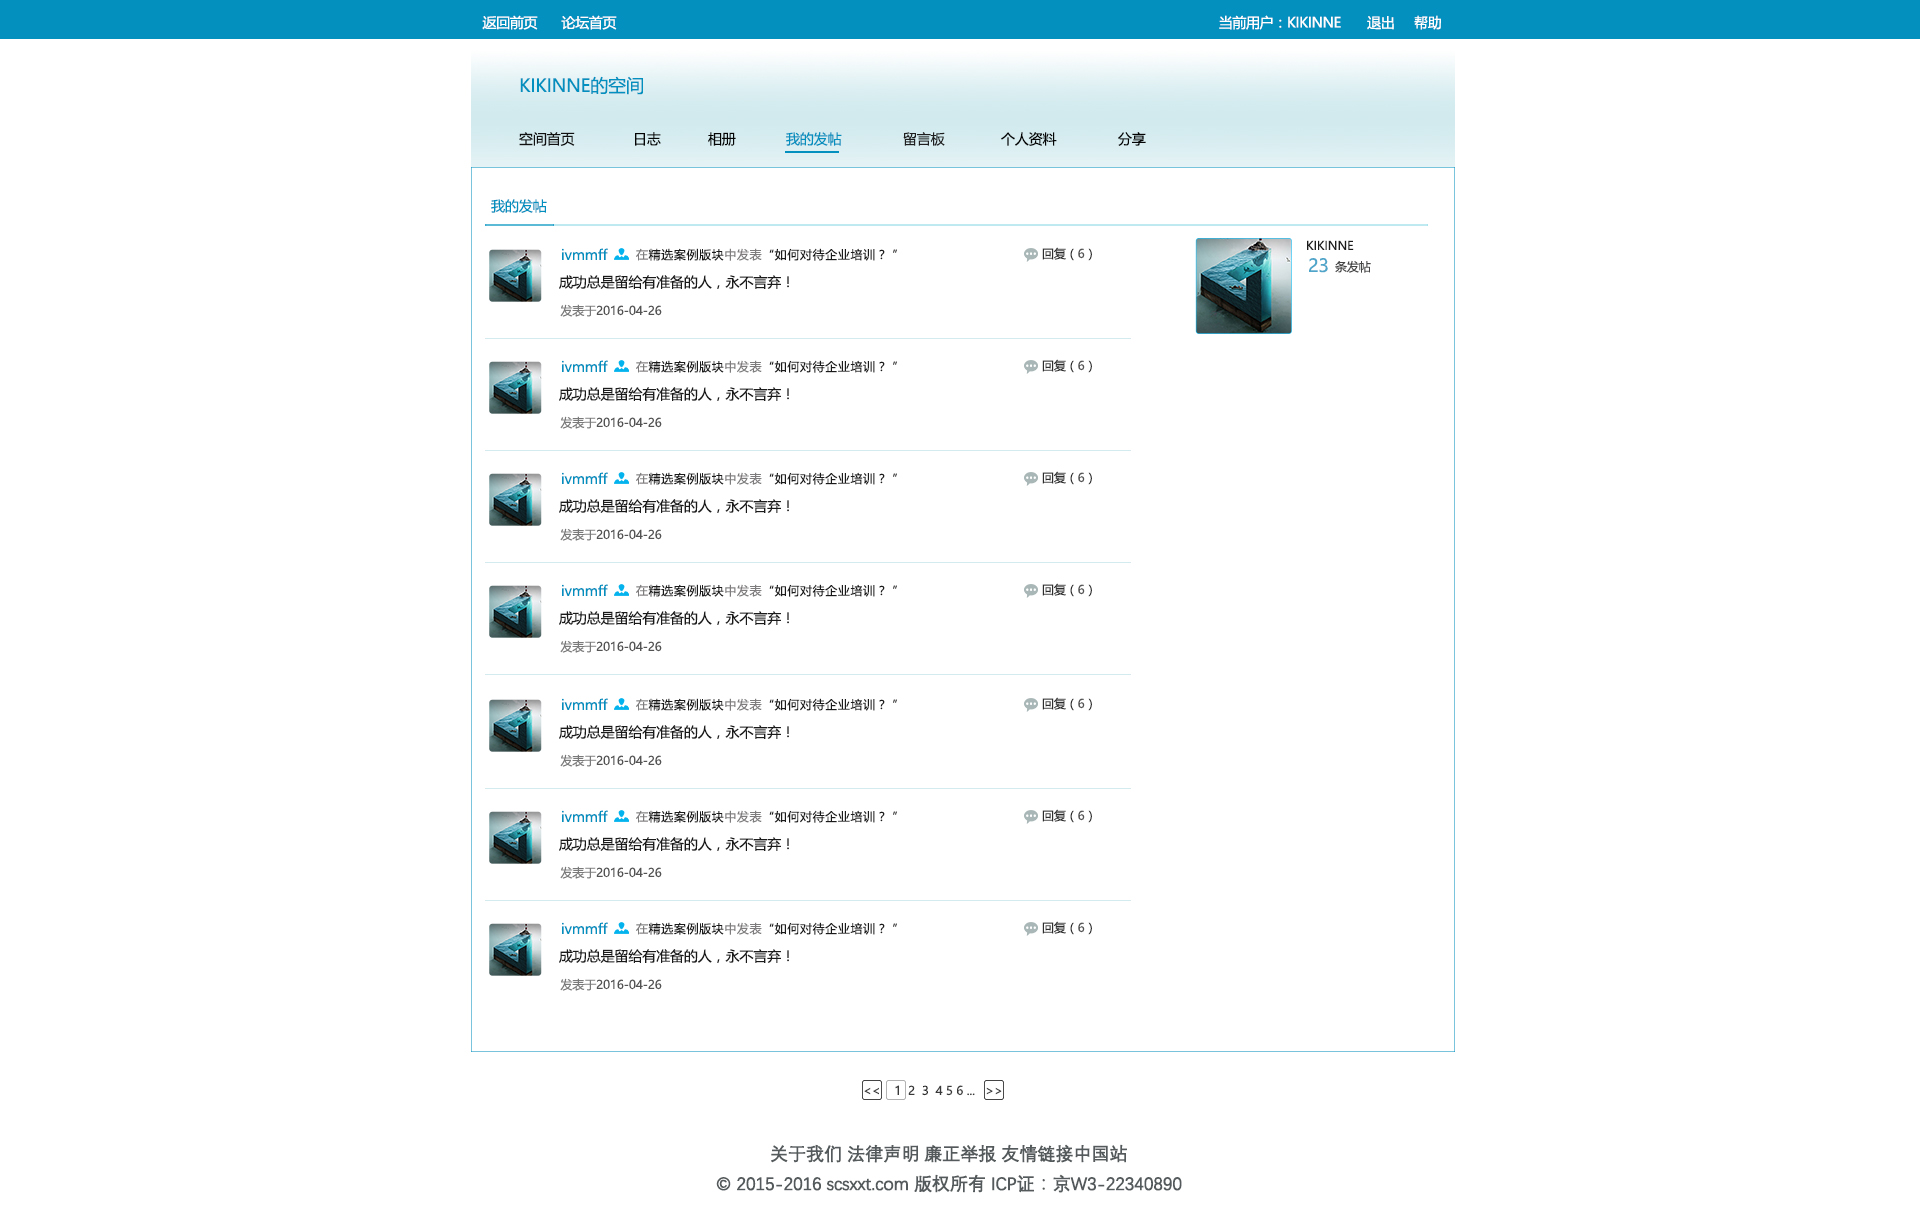 返回前页 论坛首页 当前用户：KIKINNE 退出 帮助
KIKINNE的空间
空间首页 日志 相册 我的发帖 留言板 个人资料 分享
我的发帖
ivmmff 在精选案例版块中发表“如何对待企业培训？” 回复（6）
成功总是留给有准备的人，永不言弃！
发表于2016-04-26
KIKINNE
23 条发帖
ivmmff 在精选案例版块中发表“如何对待企业培训？” 回复（6）
成功总是留给有准备的人，永不言弃！
发表于2016-04-26
ivmmff 在精选案例版块中发表“如何对待企业培训？” 回复（6）
成功总是留给有准备的人，永不言弃！
发表于2016-04-26
ivmmff 在精选案例版块中发表“如何对待企业培训？” 回复（6）
成功总是留给有准备的人，永不言弃！
发表于2016-04-26
ivmmff 在精选案例版块中发表“如何对待企业培训？” 回复（6）
成功总是留给有准备的人，永不言弃！
发表于2016-04-26
ivmmff 在精选案例版块中发表“如何对待企业培训？” 回复（6）
成功总是留给有准备的人，永不言弃！
发表于2016-04-26
ivmmff 在精选案例版块中发表“如何对待企业培训？” 回复（6）
成功总是留给有准备的人，永不言弃！
发表于2016-04-26
<< 1 2 3 4 5 6 ... >>
关于我们 法律声明 廉正举报 友情链接中国站
© 2015-2016 scsxxt.com 版权所有 ICP证：京W3-22340890